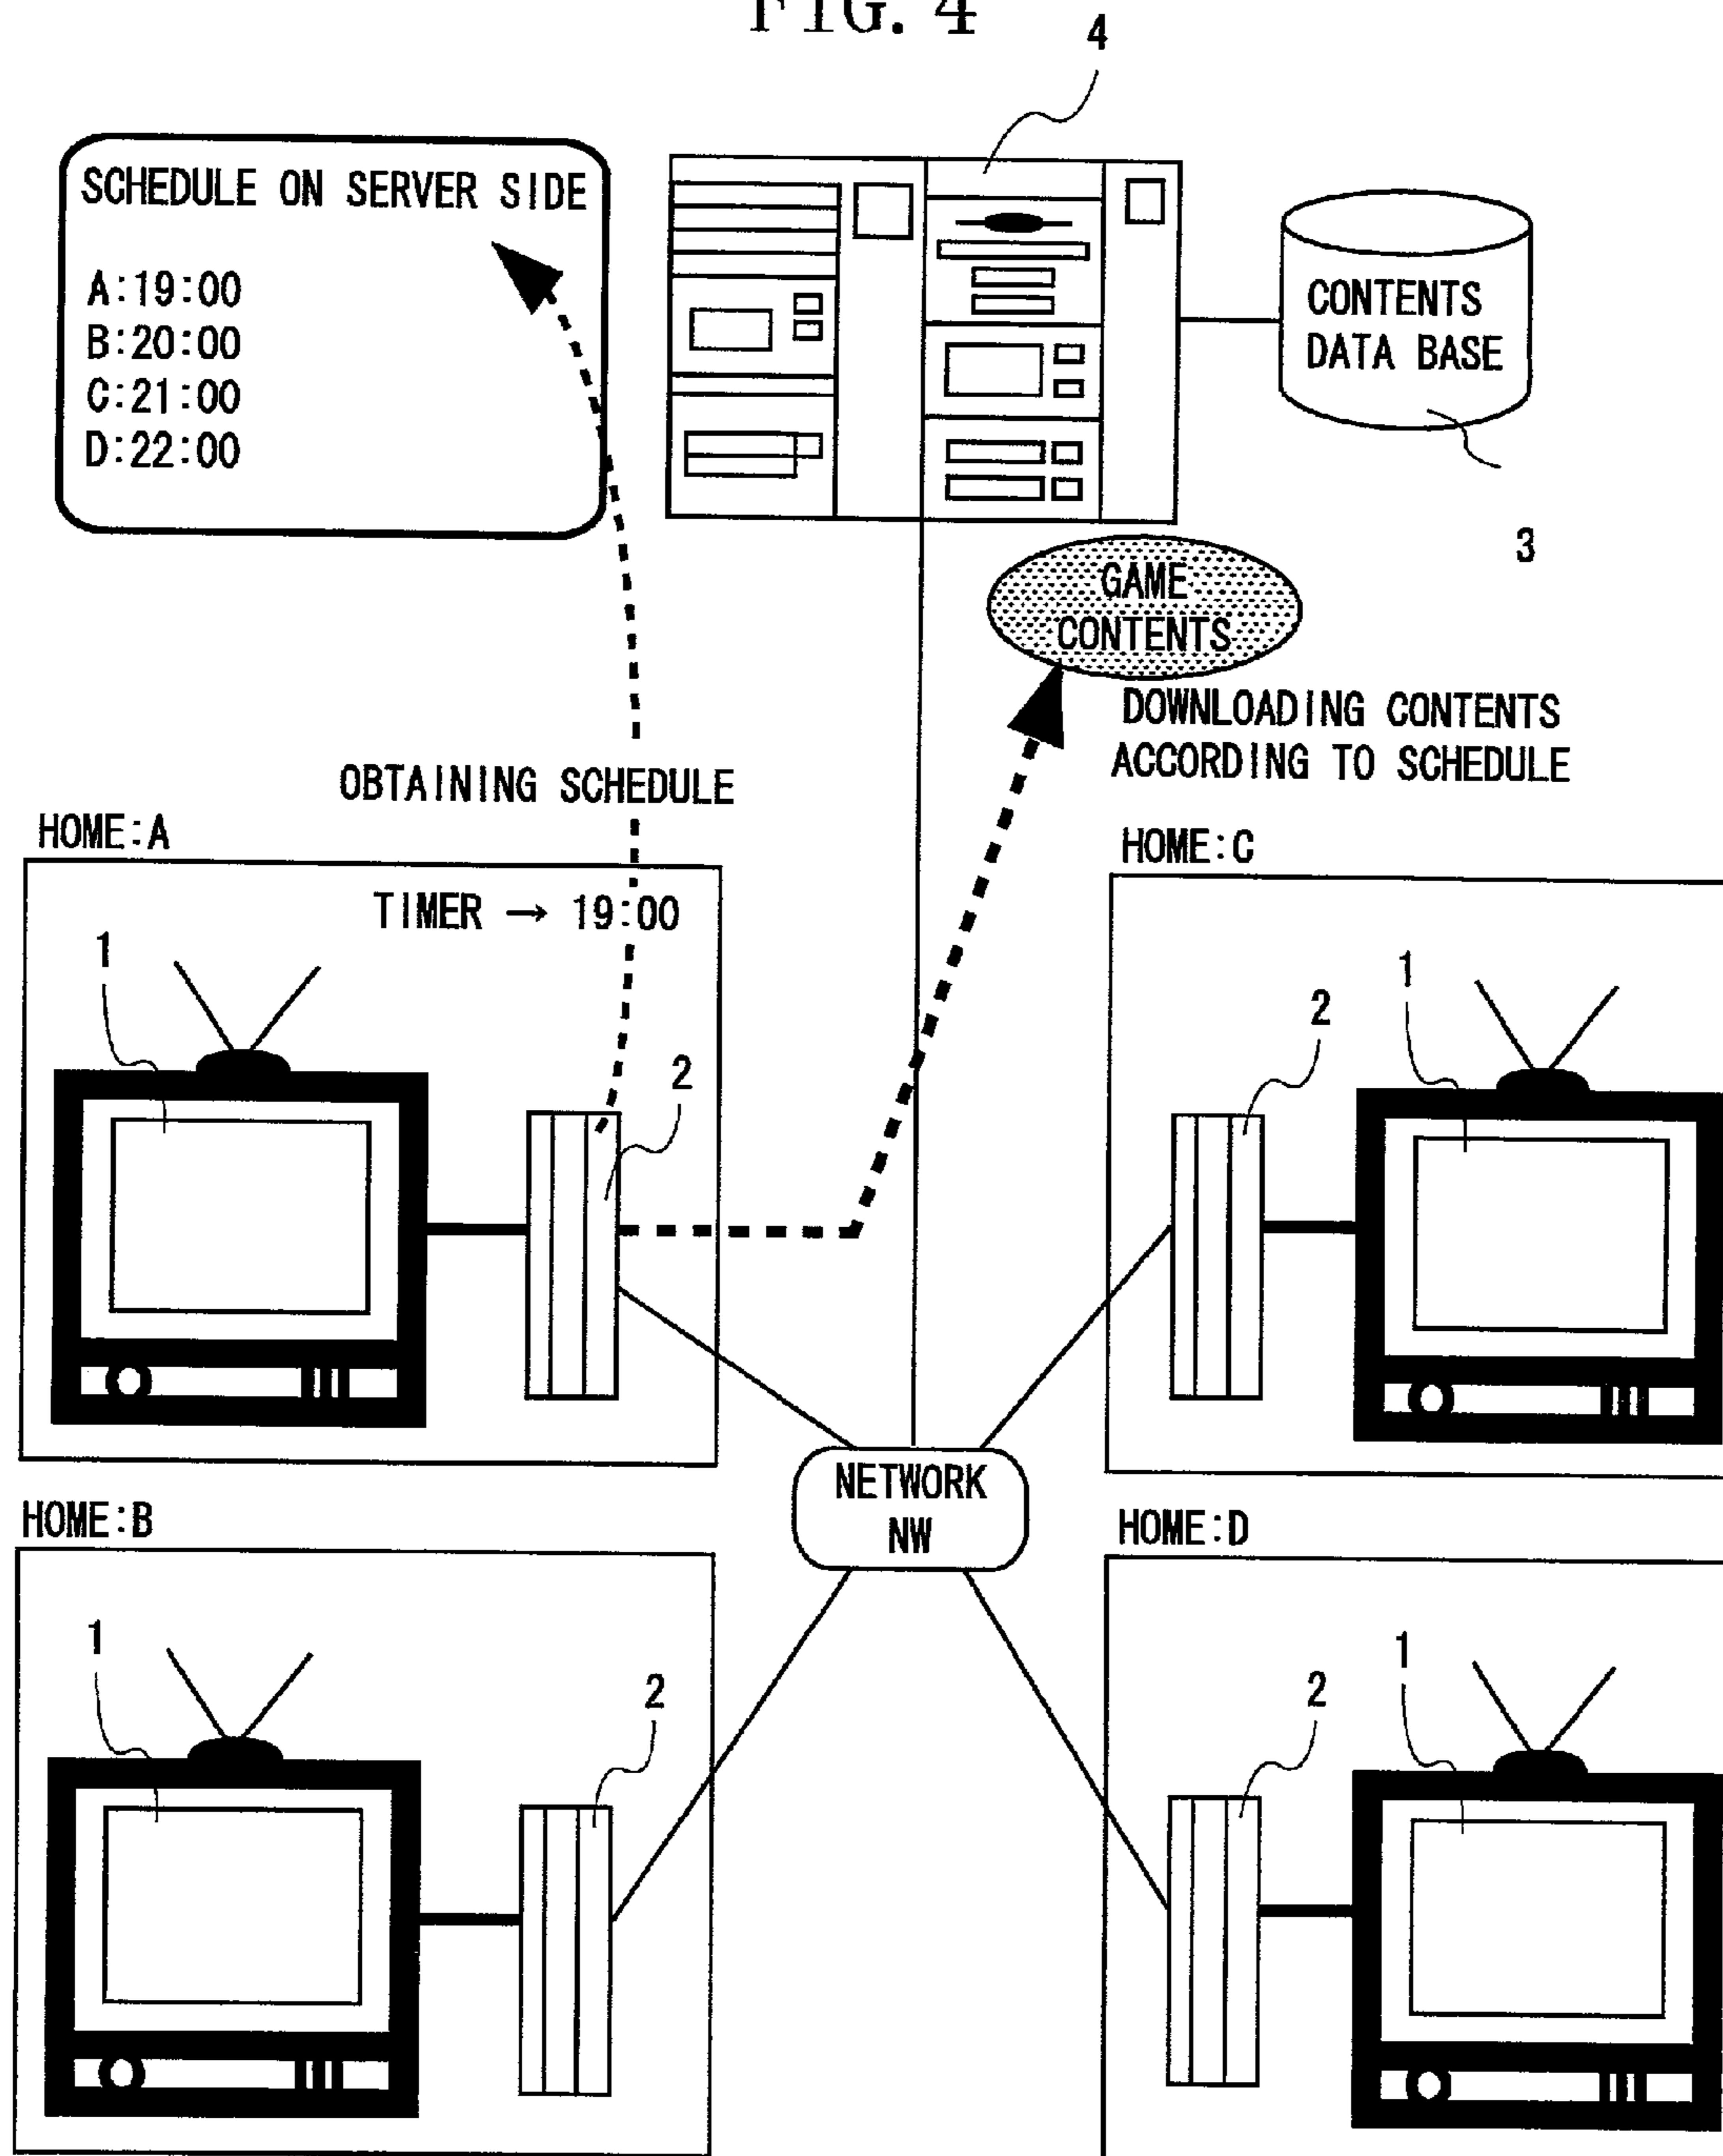 FIG. 4
4
SCHEDULE ON SERVER SIDE
A:19:00
B:20:00
C:21:00
D:22:00
CONTENTS
DATA BASE
3
GAME
CONTENTS
DOWNLOADING CONTENTS
ACCORDING TO SCHEDULE
OBTAINING SCHEDULE
HOME:A
TIMER → 19:00
1
2
HOME:C
2
1
NETWORK
NW
HOME:B
1
2
HOME:D
2
1